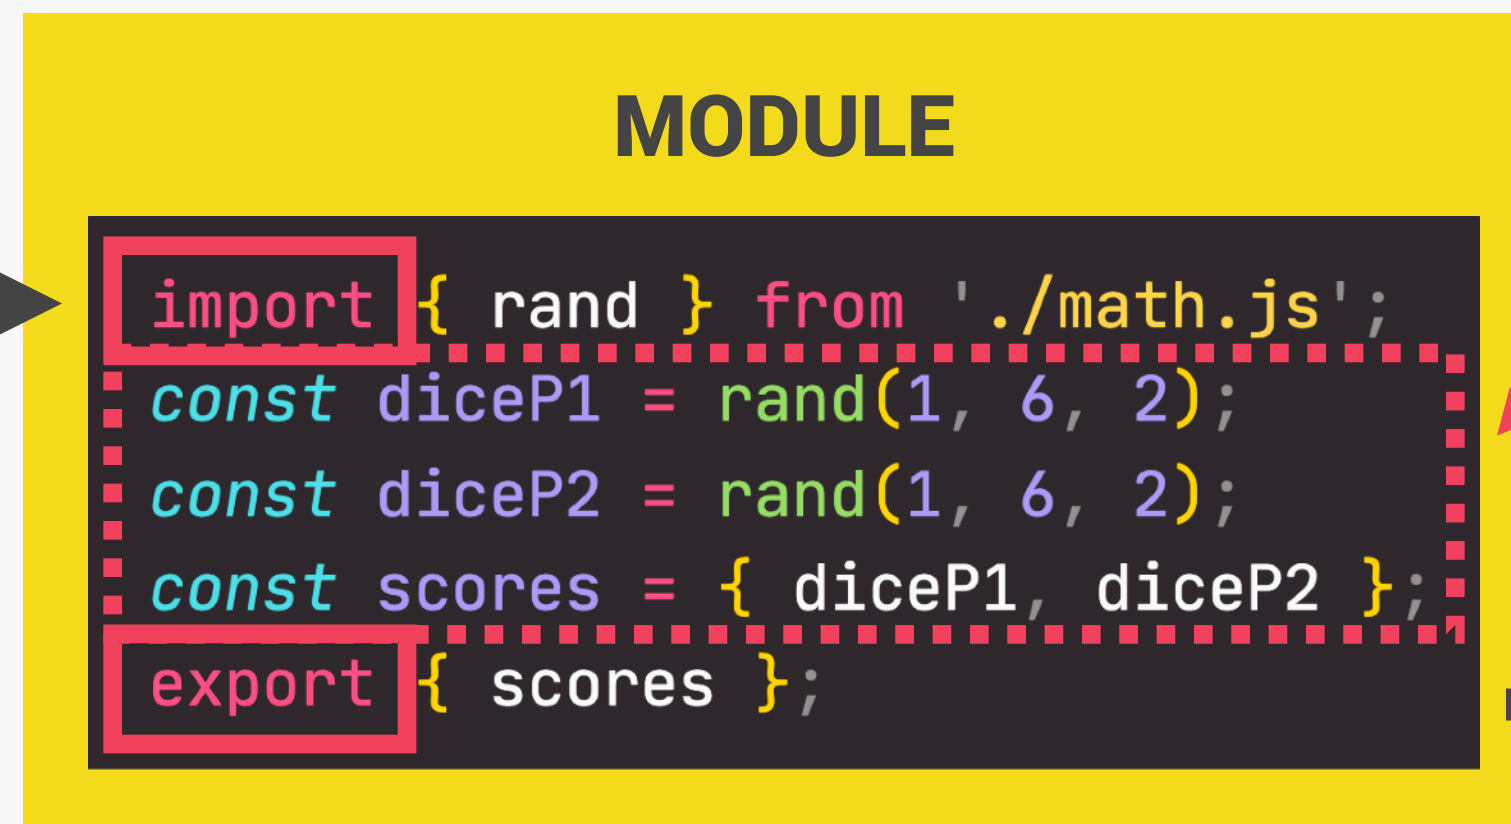 MODULE
import { rand } from './math.js';
const diceP1 = rand(1, 6, 2);
const diceP2 = rand(1, 6, 2);
const scores = { diceP1, diceP2 };
export { scores };